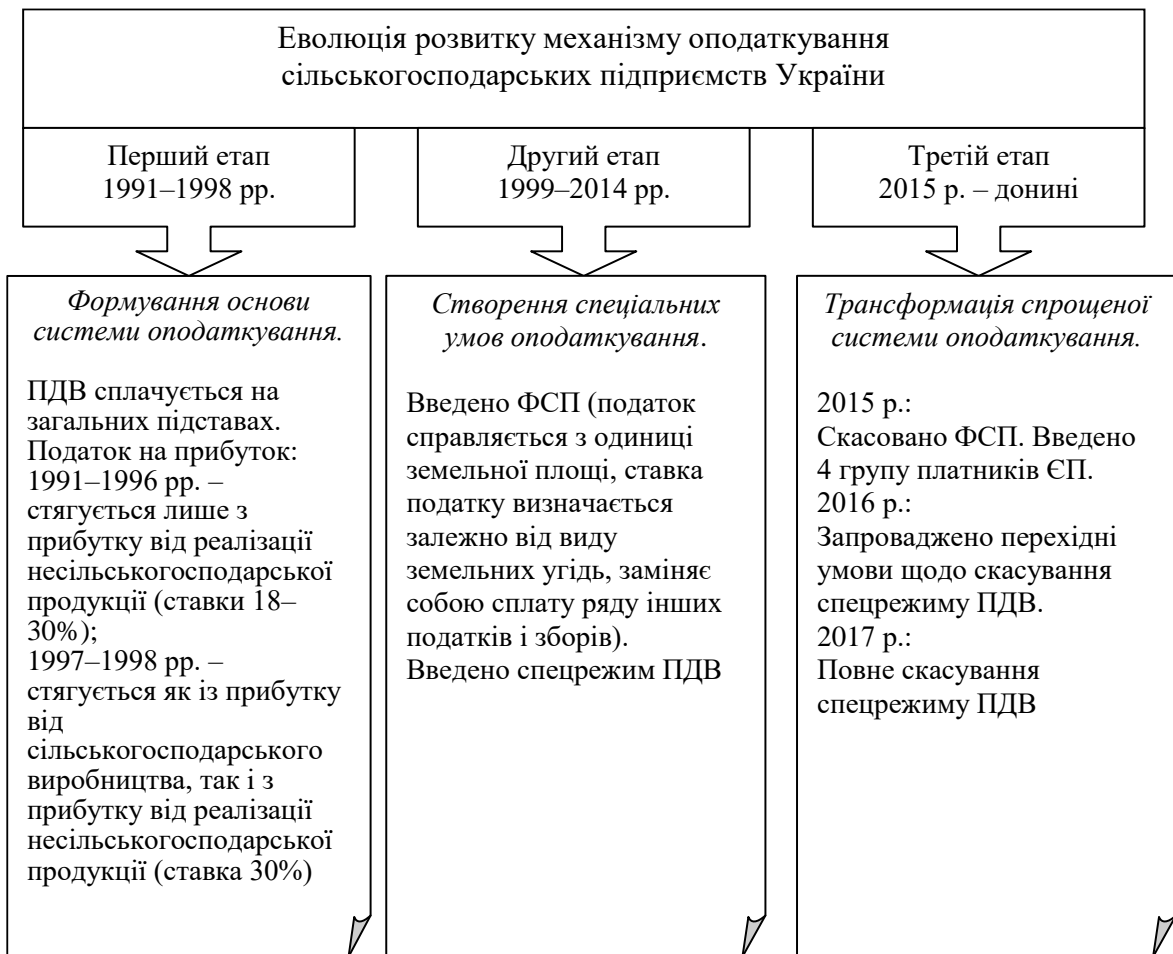 Еволюція розвитку механізму оподаткування
сільськогосподарських підприємств України
Перший етап
1991–1998 рр.
Другий етап
1999–2014 рр.
Третій етап
2015 р. – донині
Формування основи
системи оподаткування.
ПДВ сплачується на
загальних підставах.
Податок на прибуток:
1991–1996 рр. –
стягується лише з
прибутку від реалізації
несільськогосподарської
продукції (ставки 18–
30%);
1997–1998 рр. –
стягується як із прибутку
від
сільськогосподарського
виробництва, так і з
прибутку від реалізації
несільськогосподарської
продукції (ставка 30%)
Створення спеціальних
умов оподаткування.
Введено ФСП (податок
справляється з одиниці
земельної площі, ставка
податку визначається
залежно від виду
земельних угідь, заміняє
собою сплату ряду інших
податків і зборів).
Введено спецрежим ПДВ
Трансформація спрощеної
системи оподаткування.
2015 р.:
Скасовано ФСП. Введено
4 групу платників ЄП.
2016 р.:
Запроваджено перехідні
умови щодо скасування
спецрежиму ПДВ.
2017 р.:
Повне скасування
спецрежиму ПДВ